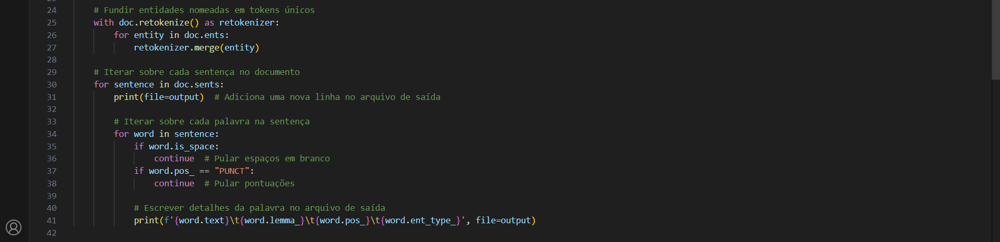 24 # Fundir entidades nomeadas em tokens únicos
25 with doc.retokenize() as retokenizer:
26 for entity in doc.ents:
27 retokenizer.merge(entity)
28
29 # Iterar sobre cada sentença no documento
30 for sentence in doc.sents:
31 print(file=output)  # Adiciona uma nova linha no arquivo de saída
32
33 # Iterar sobre cada palavra na sentença
34 for word in sentence:
35 if word.is_space:
36 continue  # Pular espaços em branco
37 if word.pos_ == "PUNCT":
38 continue  # Pular pontuações
39
40 # Escrever detalhes da palavra no arquivo de saída
41 print(f'{word.text}\t{word.lemma_}\t{word.pos_}\t{word.ent_type_}', file=output)
42